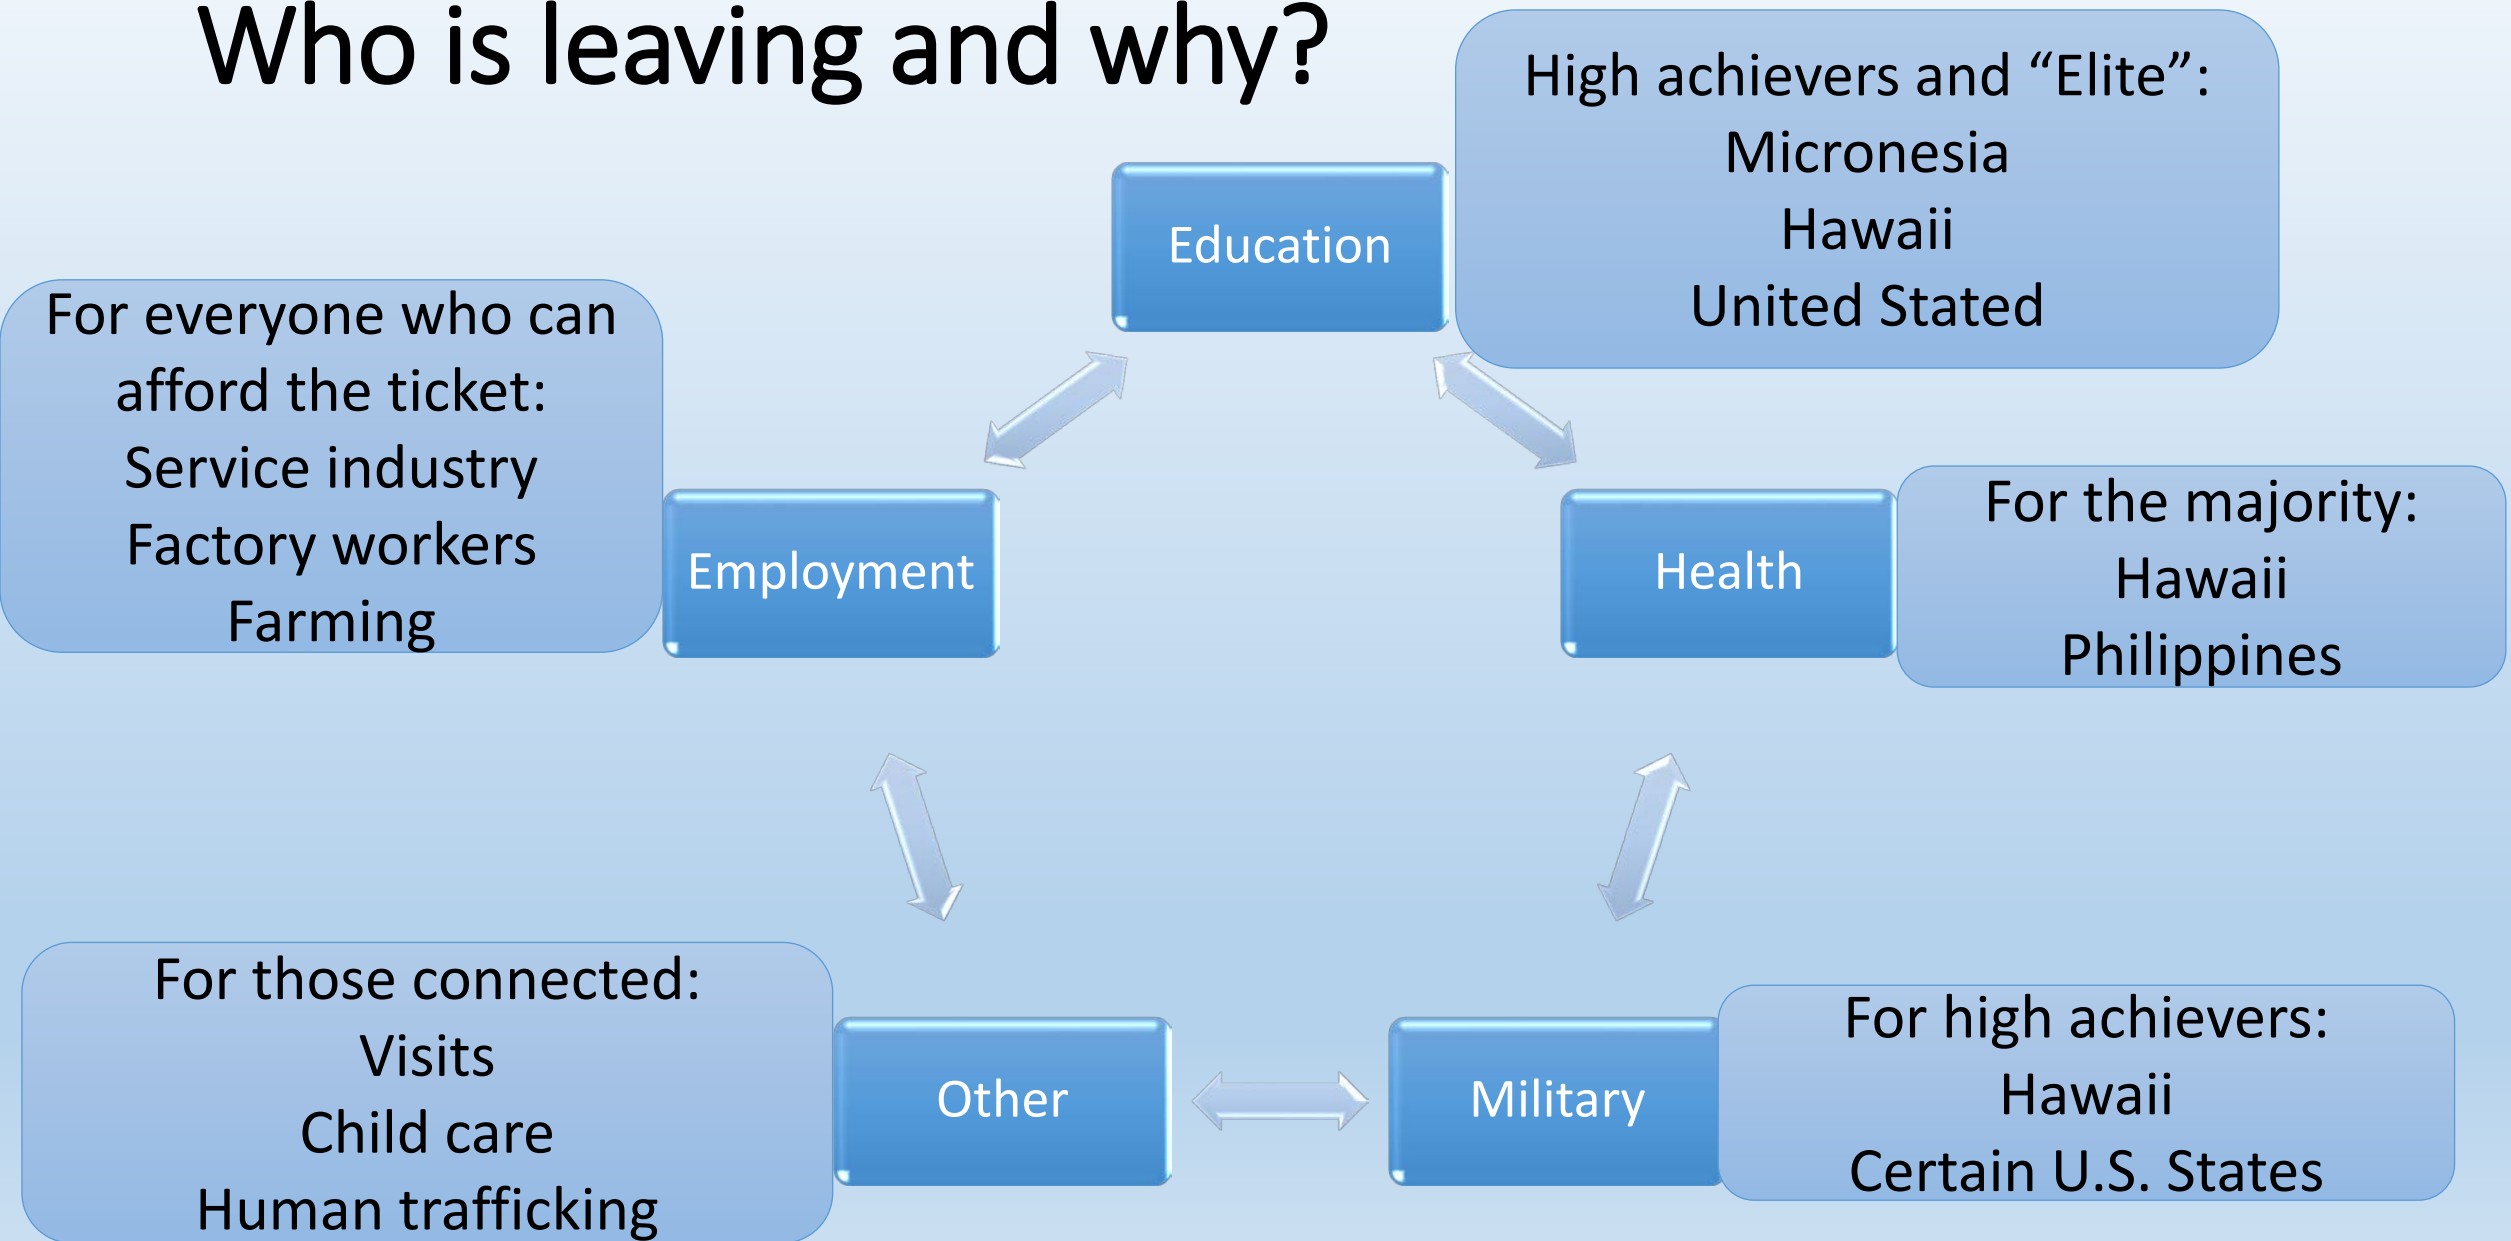 Who is leaving and why?
High achievers and “Elite”:
Micronesia
Hawaii
United Stated
Education
For everyone who can
afford the ticket:
Service industry
Factory workers
Farming
Employment
Health
For the majority:
Hawaii
Philippines
For those connected:
Visits
Child care
Human trafficking
Other
Military
For high achievers:
Hawaii
Certain U.S. States